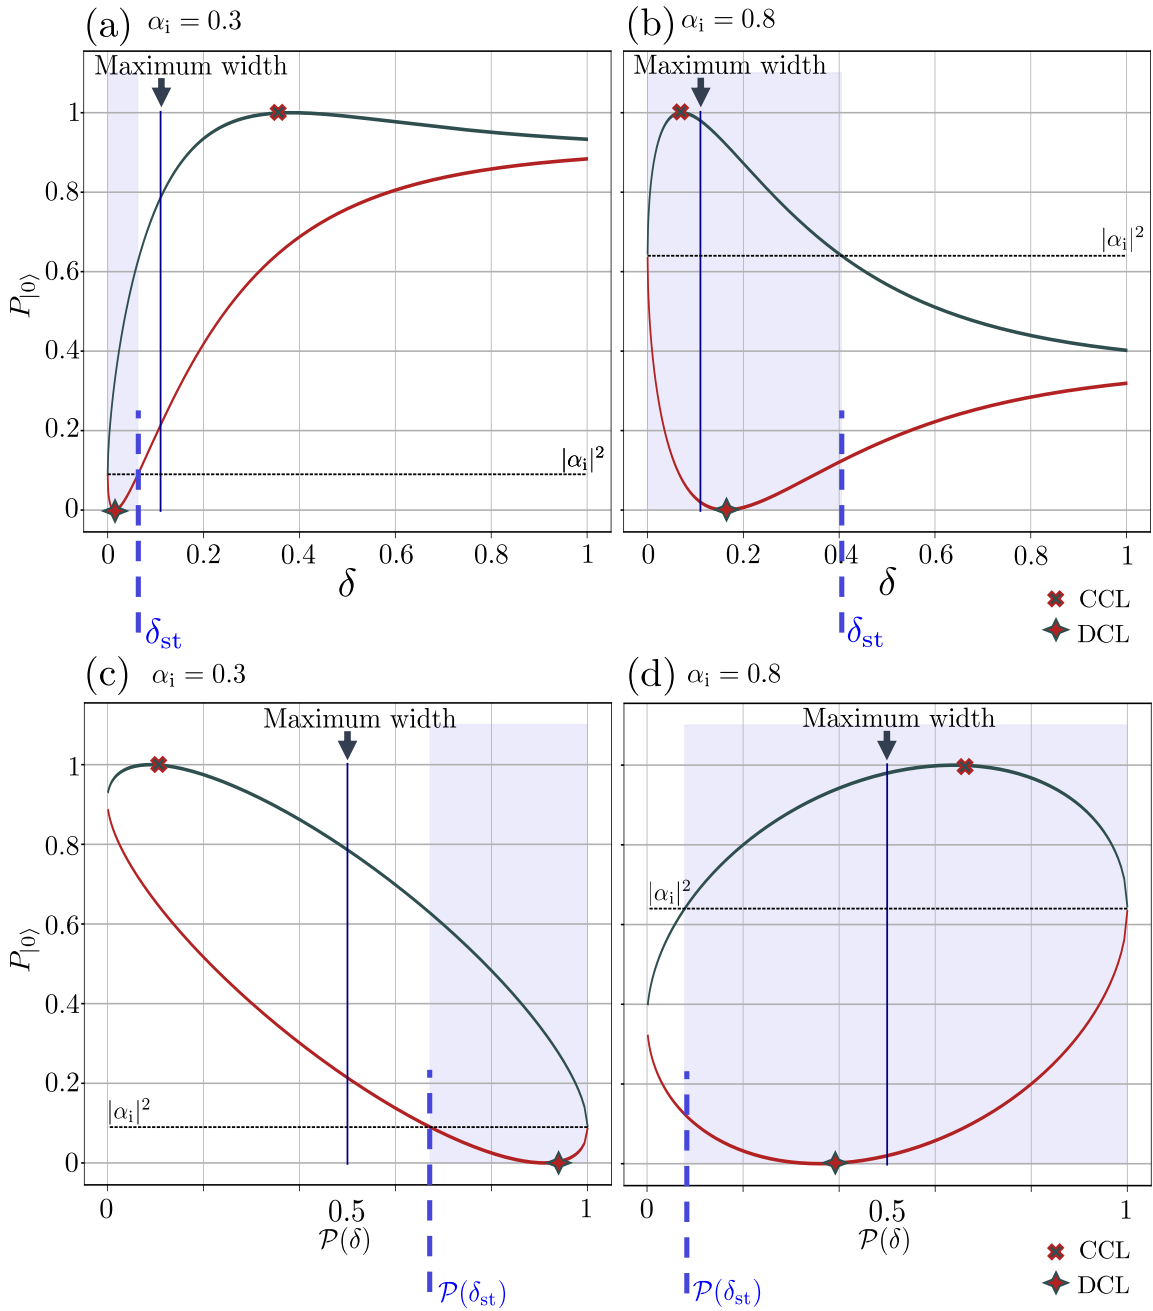 (a) αᵢ = 0.3
Maximum width
1
0.8
0.6
0.4
0.2
0
P|0⟩
|αᵢ|²
0 0.2 0.4 0.6 0.8 1
δ
δst
(b) αᵢ = 0.8
Maximum width
|αᵢ|²
0 0.2 0.4 0.6 0.8 1
δ
δst
CCL
DCL
(c) αᵢ = 0.3
Maximum width
1
0.8
0.6
0.4
0.2
0
P|0⟩
|αᵢ|²
0 0.5 1
𝒫(δ)
𝒫(δst)
(d) αᵢ = 0.8
Maximum width
|αᵢ|²
0 0.5 1
𝒫(δ)
𝒫(δst)
CCL
DCL